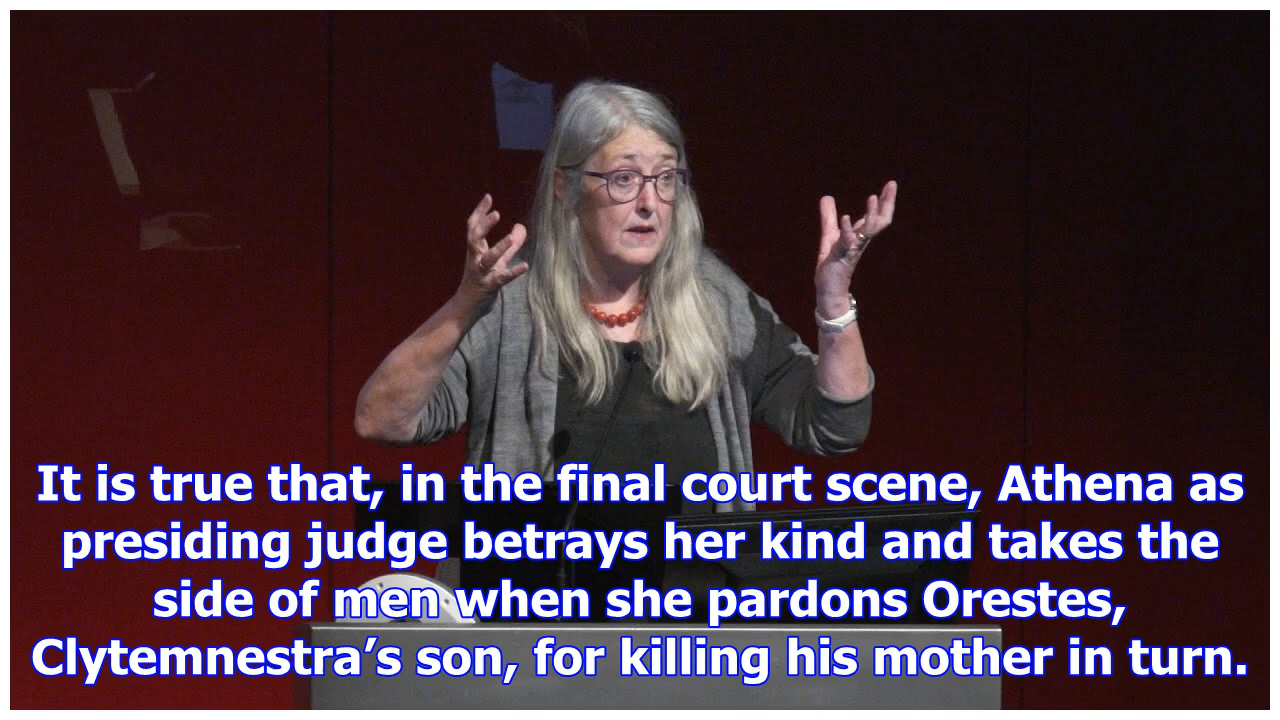 It is true that, in the final court scene, Athena as
presiding judge betrays her kind and takes the
side of men when she pardons Orestes,
Clytemnestra’s son, for killing his mother in turn.